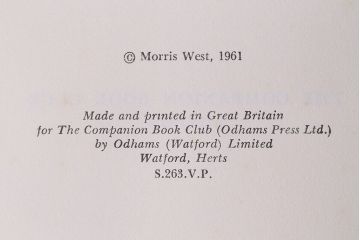 © Morris West, 1961
Made and printed in Great Britain
for The Companion Book Club (Odhams Press Ltd.)
by Odhams (Watford) Limited
Watford, Herts
S.263.V.P.